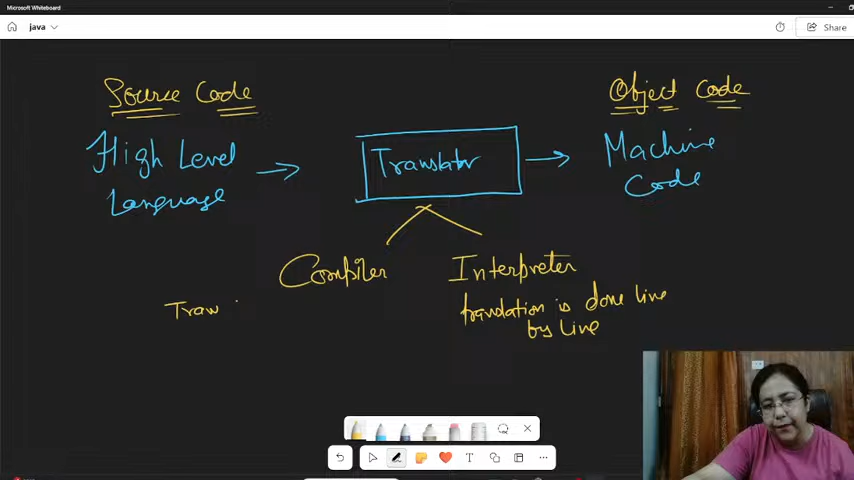 Microsoft Whiteboard
java
Share
Source Code
Object Code
High Level
Language
Translator
Machine
Code
Compiler
Interpreter
Tran
translation is done line
by line